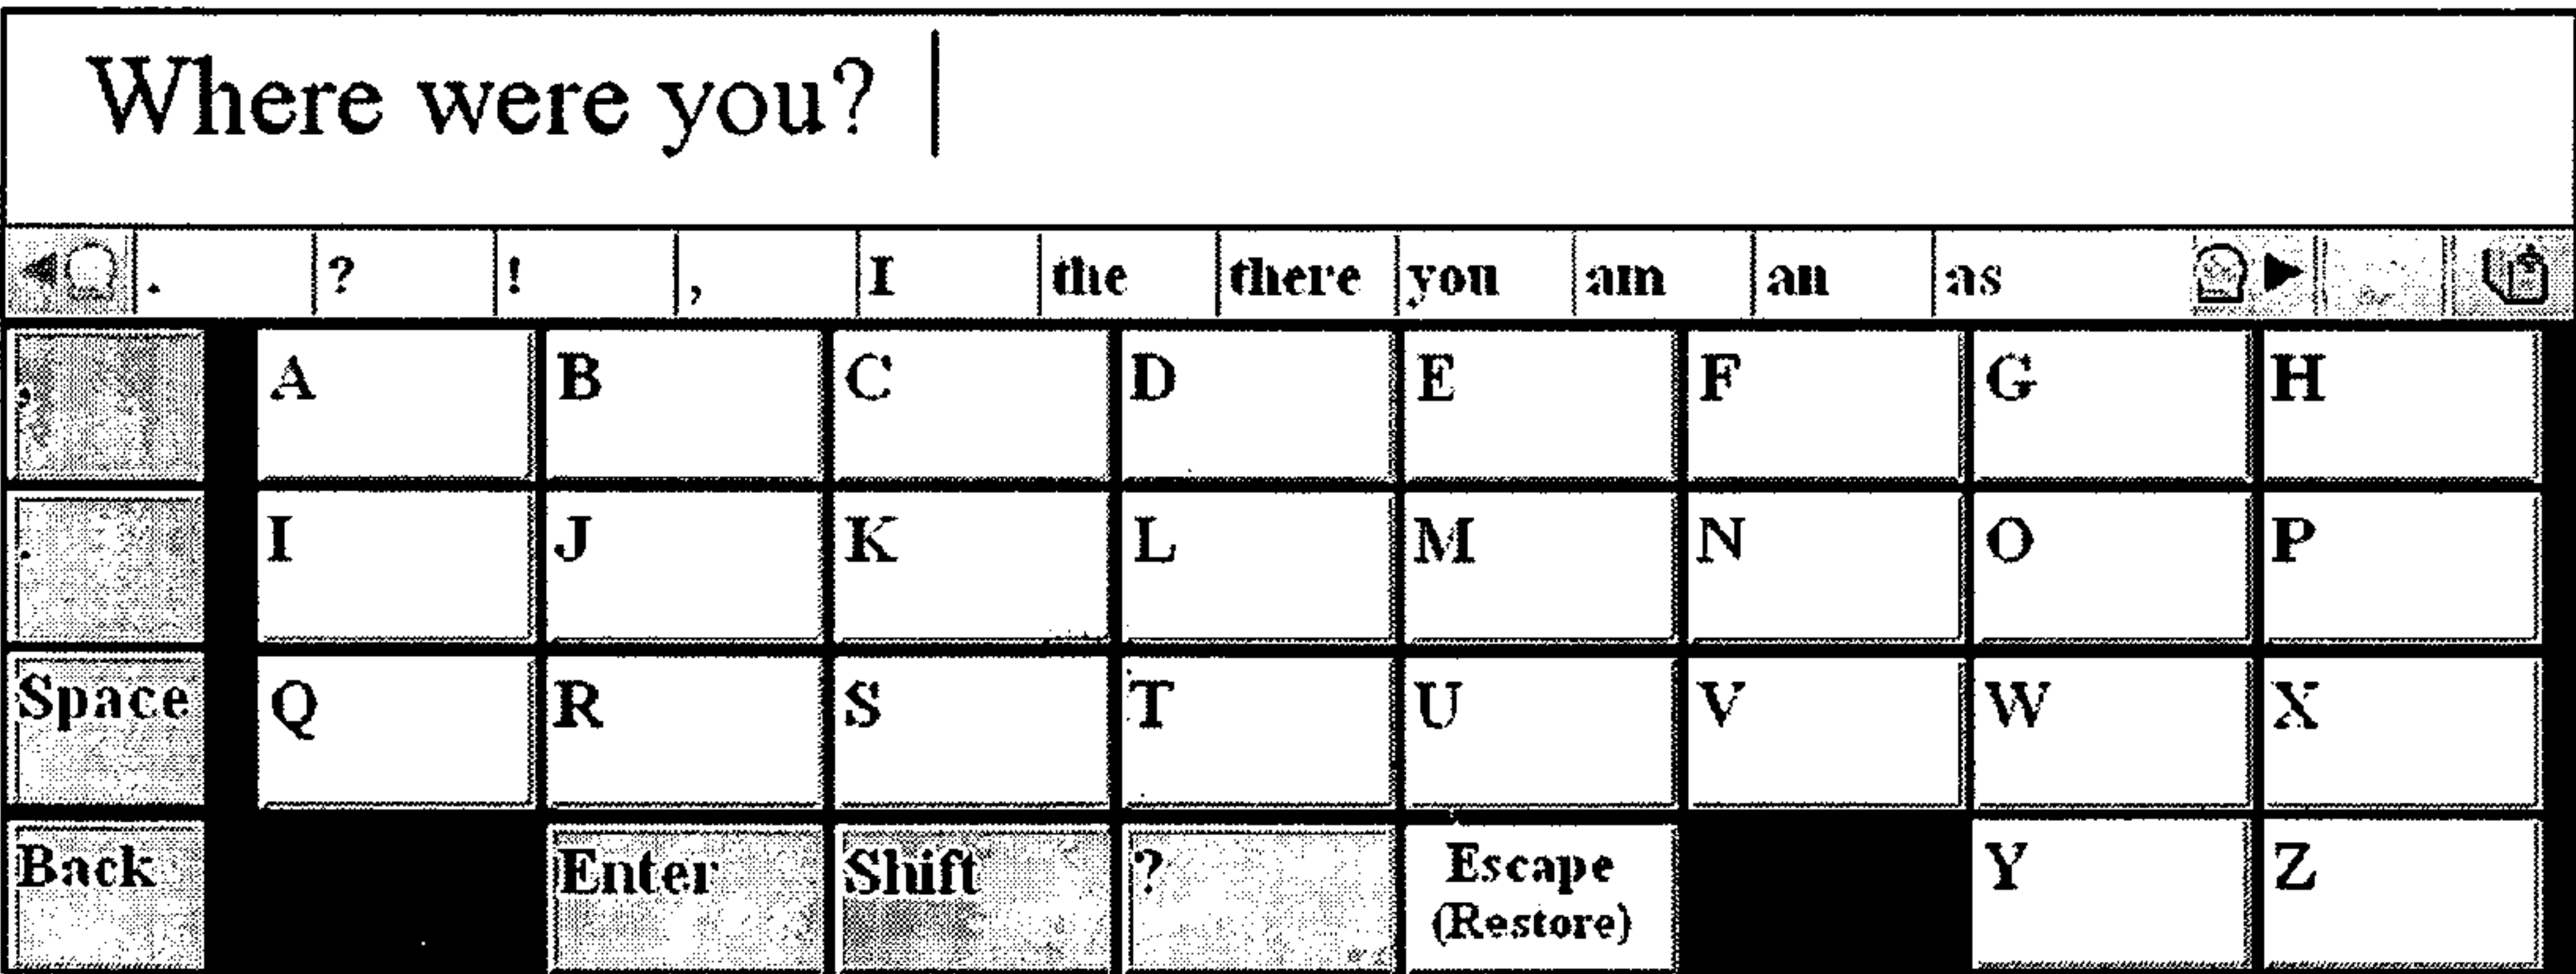 Where were you?
. ? ! , I the there you am an as
, A B C D E F G H
. I J K L M N O P
Space Q R S T U V W X
Back Enter Shift ? Escape (Restore) Y Z